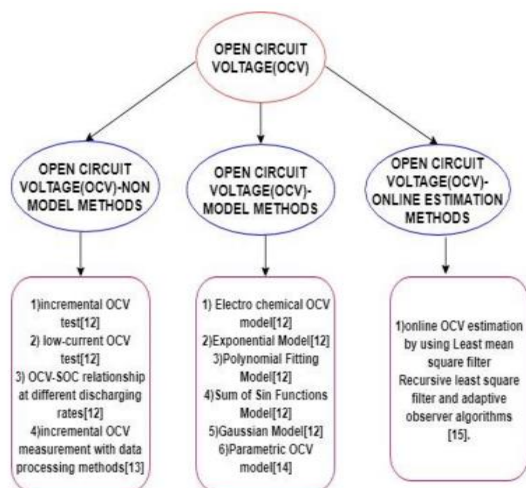 OPEN CIRCUIT
VOLTAGE(OCV)
OPEN CIRCUIT
VOLTAGE(OCV)-NON
MODEL METHODS
OPEN CIRCUIT
VOLTAGE(OCV)-
MODEL METHODS
OPEN CIRCUIT
VOLTAGE(OCV)-
ONLINE ESTIMATION
METHODS
1)incremental OCV
test[12]
2) low-current OCV
test[12]
3) OCV-SOC relationship
at different discharging
rates[12]
4)incremental OCV
measurement with data
processing methods[13]
1) Electro chemical OCV
model[12]
2)Exponential Model[12]
3)Polynomial Fitting
Model[12]
4)Sum of Sin Functions
Model[12]
5)Gaussian Model[12]
6)Parametric OCV
model[14]
1)online OCV estimation
by using Least mean
square filter
Recursive least square
filter and adaptive
observer algorithms
[15].